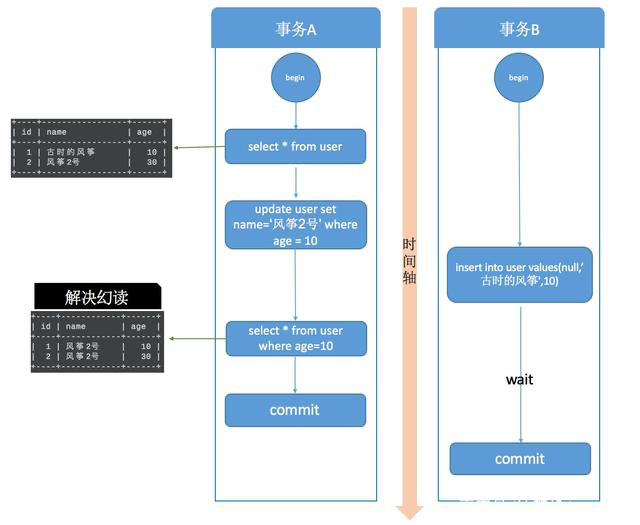 事务A
事务B
begin
begin
id | name | age
1 | 古时的风筝 | 10
2 | 风筝2号 | 30
select * from user
update user set
name=‘风筝2号’ where
age = 10
时间轴
insert into user values(null,’
古时的风筝',10)
解决幻读
id | name | age
1 | 风筝2号 | 10
2 | 风筝2号 | 30
select * from user
where age=10
wait
commit
commit